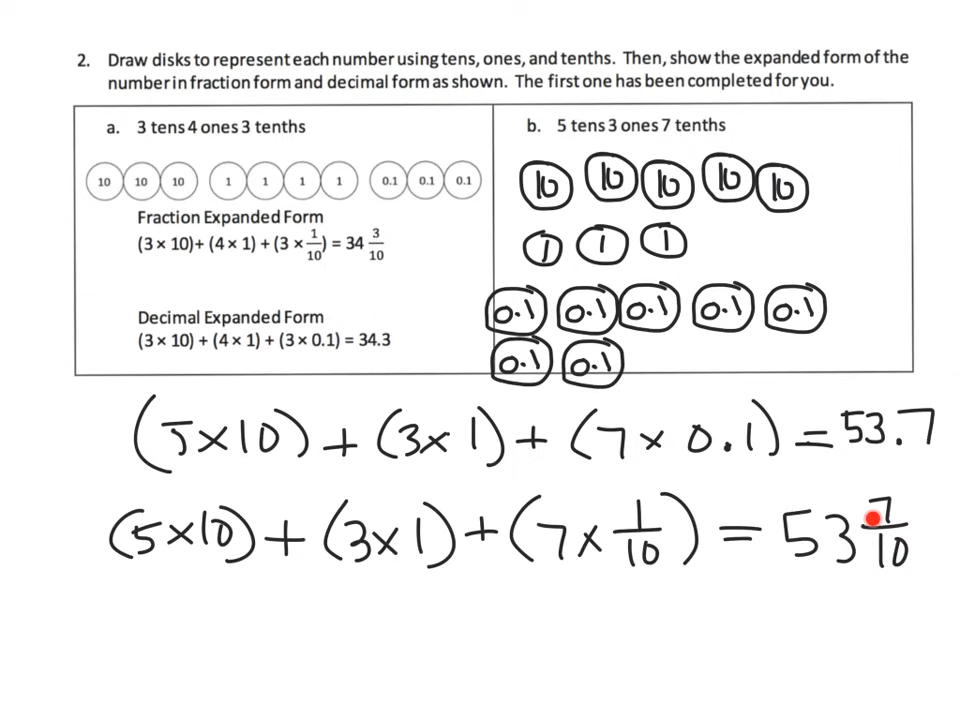 2. Draw disks to represent each number using tens, ones, and tenths. Then, show the expanded form of the
number in fraction form and decimal form as shown. The first one has been completed for you.
a. 3 tens 4 ones 3 tenths
10 10 10 1 1 1 1 0.1 0.1 0.1
Fraction Expanded Form
(3 × 10)+ (4 × 1) + (3 × 1/10) = 34 3/10
Decimal Expanded Form
(3 × 10) + (4 × 1) + (3 × 0.1) = 34.3
b. 5 tens 3 ones 7 tenths
10 10 10 10 10
1 1 1
0.1 0.1 0.1 0.1 0.1
0.1 0.1
(5 × 10) + (3 × 1) + (7 × 0.1) = 53.7
(5 × 10) + (3 × 1) + (7 × 1/10) = 53 7/10